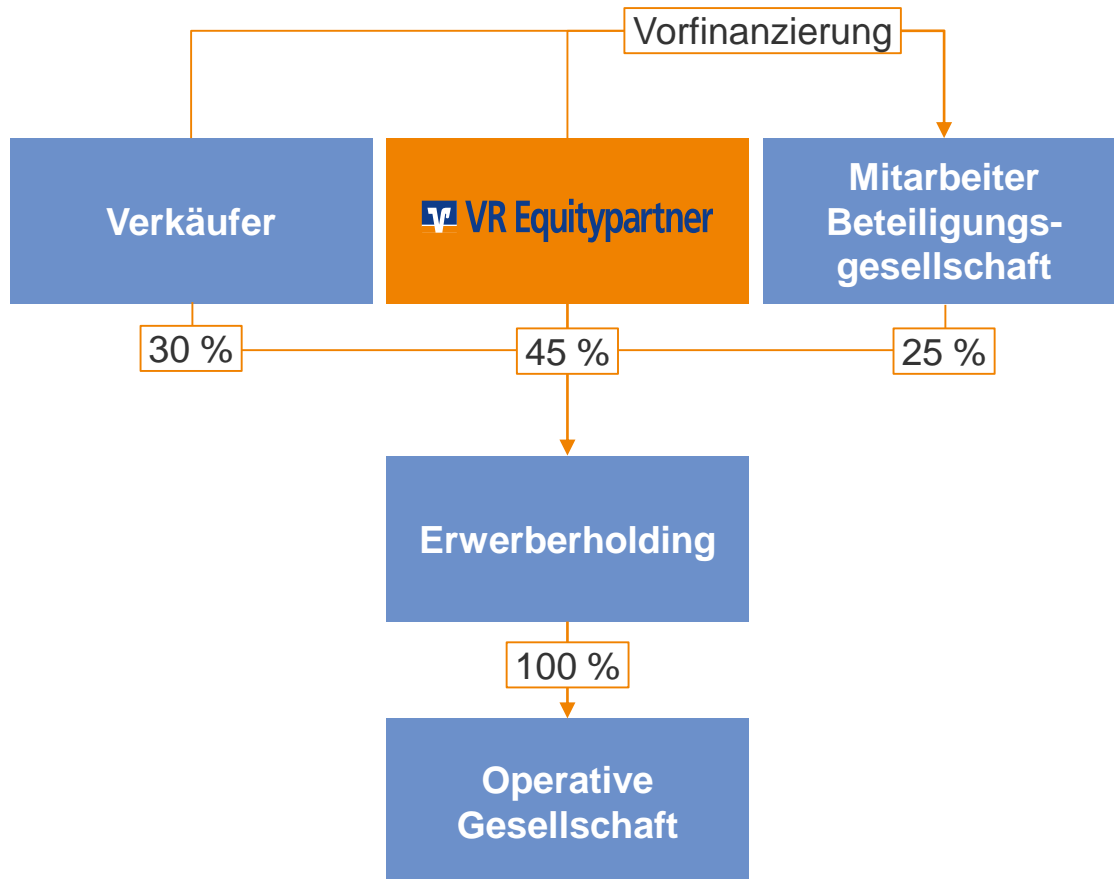 Vorfinanzierung
Verkäufer
VR Equitypartner
Mitarbeiter
Beteiligungs-
gesellschaft
30 %
45 %
25 %
Erwerberholding
100 %
Operative
Gesellschaft